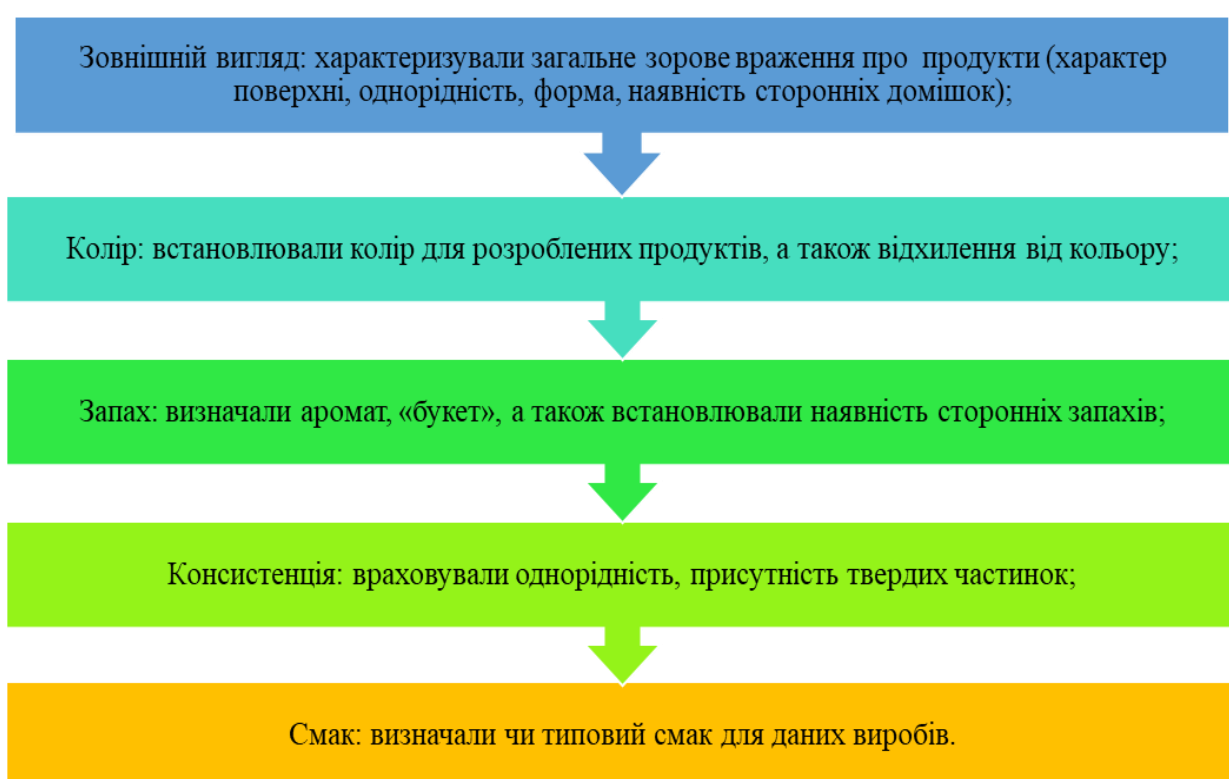 Зовнішній вигляд: характеризували загальне зорове враження про продукти (характер
поверхні, однорідність, форма, наявність сторонніх домішок);
Колір: встановлювали колір для розроблених продуктів, а також відхилення від кольору;
Запах: визначали аромат, «букет», а також встановлювали наявність сторонніх запахів;
Консистенція: враховували однорідність, присутність твердих частинок;
Смак: визначали чи типовий смак для даних виробів.